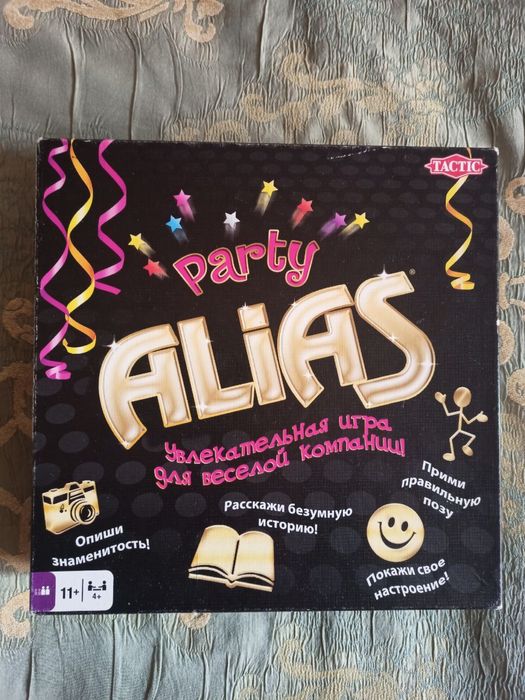 TACTIC
Party
ALiAS®
Увлекательная игра
для веселой компании!
Прими
правильную
позу
Расскажи безумную
историю!
Опиши
знаменитость!
Покажи свое
настроение!
11+
4+